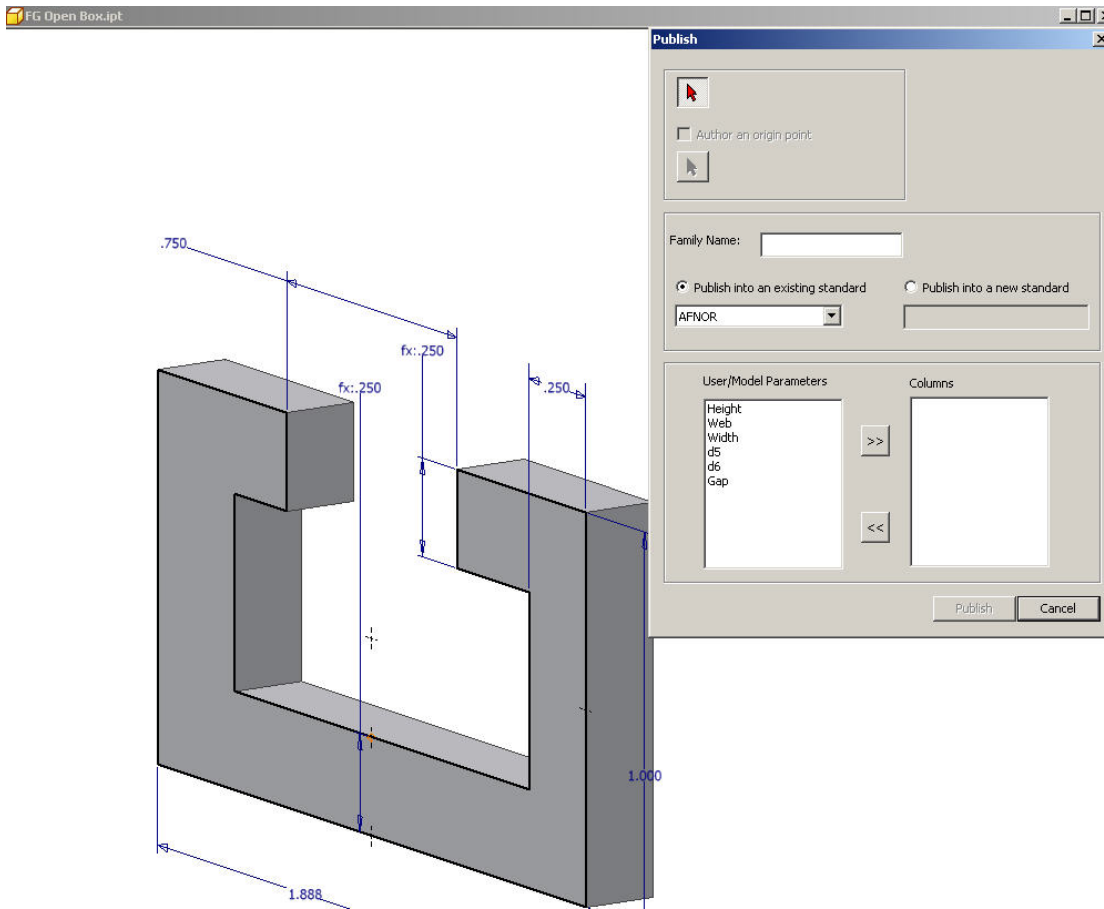 FG Open Box.ipt
Publish
Author an origin point
Family Name:
Publish into an existing standard
Publish into a new standard
AFNOR
User/Model Parameters
Columns
Height
Web
Width
d5
d6
Gap
>>
<<
Publish
Cancel
.750
fx:.250
fx:.250
.250
1.000
1.888